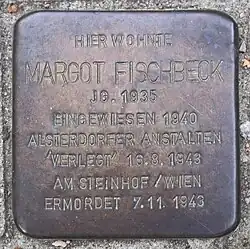 HIER WOHNTE
MARGOT FISCHBECK
JG. 1935
EINGEWIESEN 1940
ALSTERDORFER ANSTALTEN
'VERLEGT' 16.8.1943
AM STEINHOF / WIEN
ERMORDET 7.11.1943